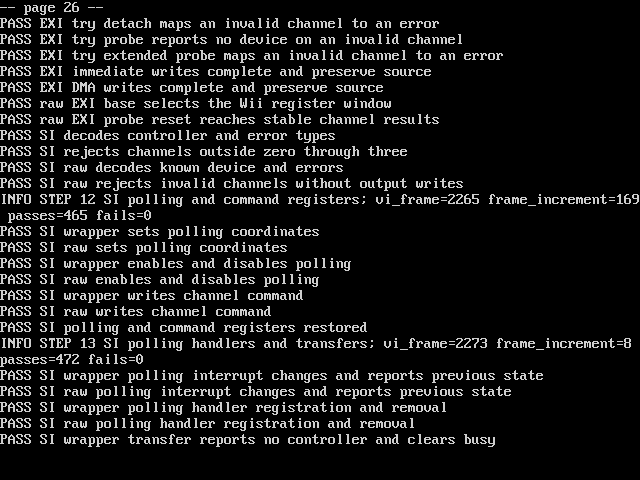 -- page 26 --
PASS EXI try detach maps an invalid channel to an error
PASS EXI try probe reports no device on an invalid channel
PASS EXI try extended probe maps an invalid channel to an error
PASS EXI immediate writes complete and preserve source
PASS EXI DMA writes complete and preserve source
PASS raw EXI base selects the Wii register window
PASS raw EXI probe reset reaches stable channel results
PASS SI decodes controller and error types
PASS SI rejects channels outside zero through three
PASS SI raw decodes known device and errors
PASS SI raw rejects invalid channels without output writes
INFO STEP 12 SI polling and command registers; vi_frame=2265 frame_increment=169
 passes=465 fails=0
PASS SI wrapper sets polling coordinates
PASS SI raw sets polling coordinates
PASS SI wrapper enables and disables polling
PASS SI raw enables and disables polling
PASS SI wrapper writes channel command
PASS SI raw writes channel command
PASS SI polling and command registers restored
INFO STEP 13 SI polling handlers and transfers; vi_frame=2273 frame_increment=8
passes=472 fails=0
PASS SI wrapper polling interrupt changes and reports previous state
PASS SI raw polling interrupt changes and reports previous state
PASS SI wrapper polling handler registration and removal
PASS SI raw polling handler registration and removal
PASS SI wrapper transfer reports no controller and clears busy